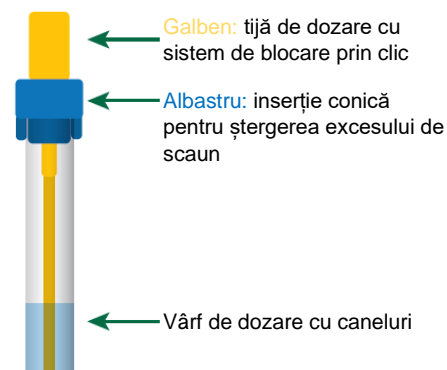 Galben: tijă de dozare cu
sistem de blocare prin clic
Albastru: inserție conică
pentru ștergerea excesului de
scaun
Vârf de dozare cu caneluri